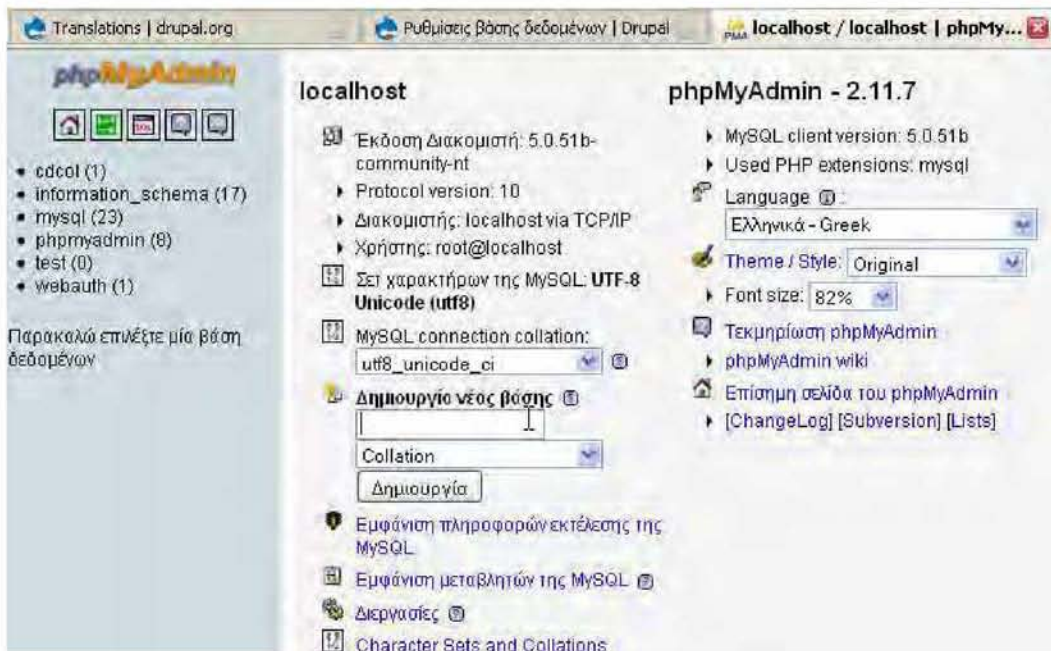 Translations | drupal.org
Ρυθμίσεις βάσης δεδομένων | Drupal
localhost / localhost | phpMy...
phpMyAdmin
cdcol (1)
information_schema (17)
mysql (23)
phpmyadmin (8)
test (0)
webauth (1)
Παρακαλώ επιλέξτε μία βάση
δεδομένων
localhost
Έκδοση Διακομιστή: 5.0.51b-
community-nt
Protocol version: 10
Διακομιστής: localhost via TCP/IP
Χρήστης: root@localhost
Σετ χαρακτήρων της MySQL: UTF-8
Unicode (utf8)
MySQL connection collation:
utf8_unicode_ci
Δημιουργία νέας βάσης
Collation
Δημιουργία
Εμφάνιση πληροφορών εκτέλεσης της
MySQL
Εμφάνιση μεταβλητών της MySQL
Διεργασίες
Character Sets and Collations
phpMyAdmin - 2.11.7
MySQL client version: 5.0.51b
Used PHP extensions: mysql
Language :
Ελληνικά - Greek
Theme / Style: Original
Font size: 82%
Τεκμηρίωση phpMyAdmin
phpMyAdmin wiki
Επίσημη σελίδα του phpMyAdmin
[ChangeLog] [Subversion] [Lists]